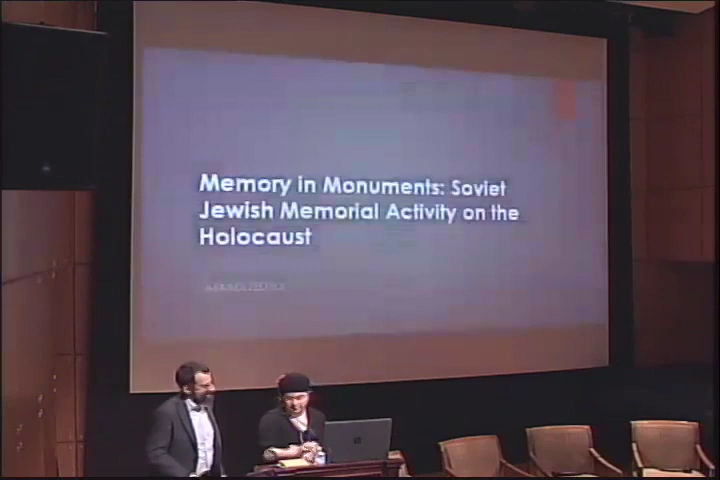 Memory in Monuments: Soviet
Jewish Memorial Activity on the
Holocaust